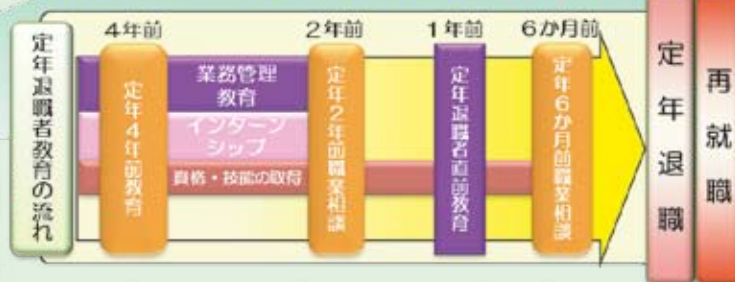 定年退職者教育の流れ
4年前
2年前
1年前
6か月前
定年4年前教育
業務管理
教育
インターン
シップ
資格・技能の取得
定年2年前職業相談
定年退職者直前教育
定年6か月前職業相談
定年退職
再就職